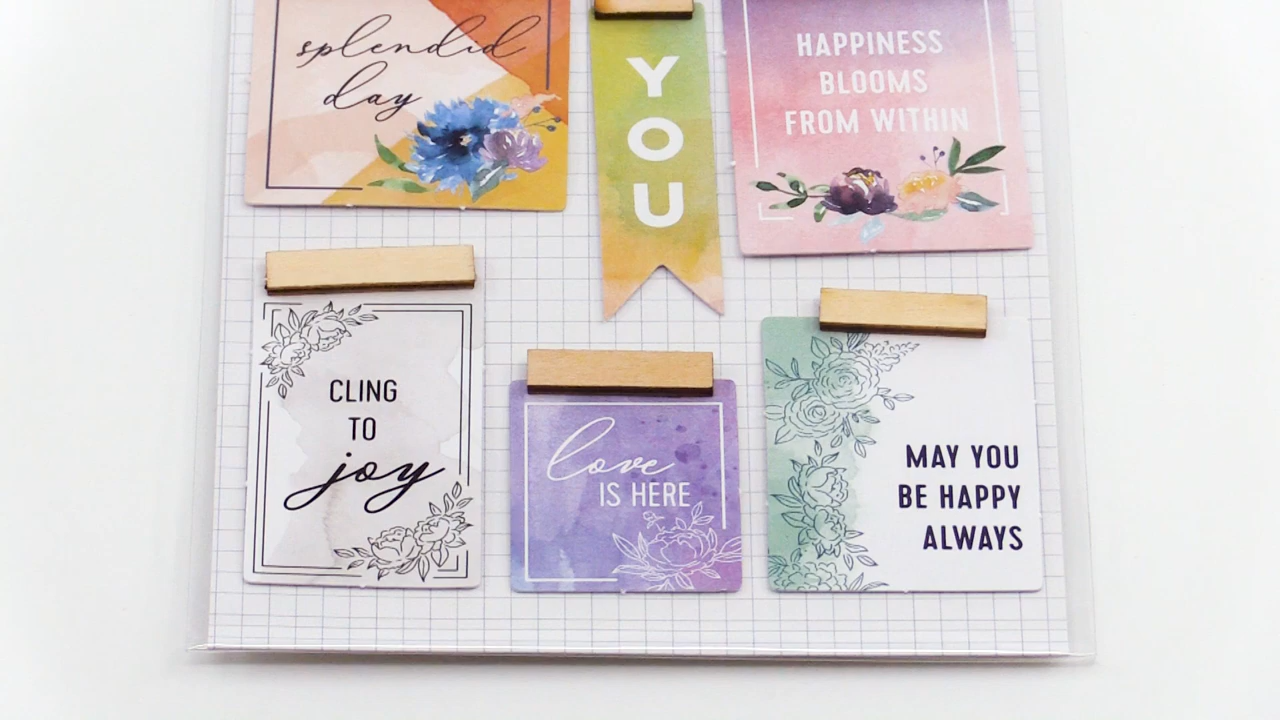 splendid
day
YOU
HAPPINESS
BLOOMS
FROM WITHIN
CLING
TO
joy
love
IS HERE
MAY YOU
BE HAPPY
ALWAYS